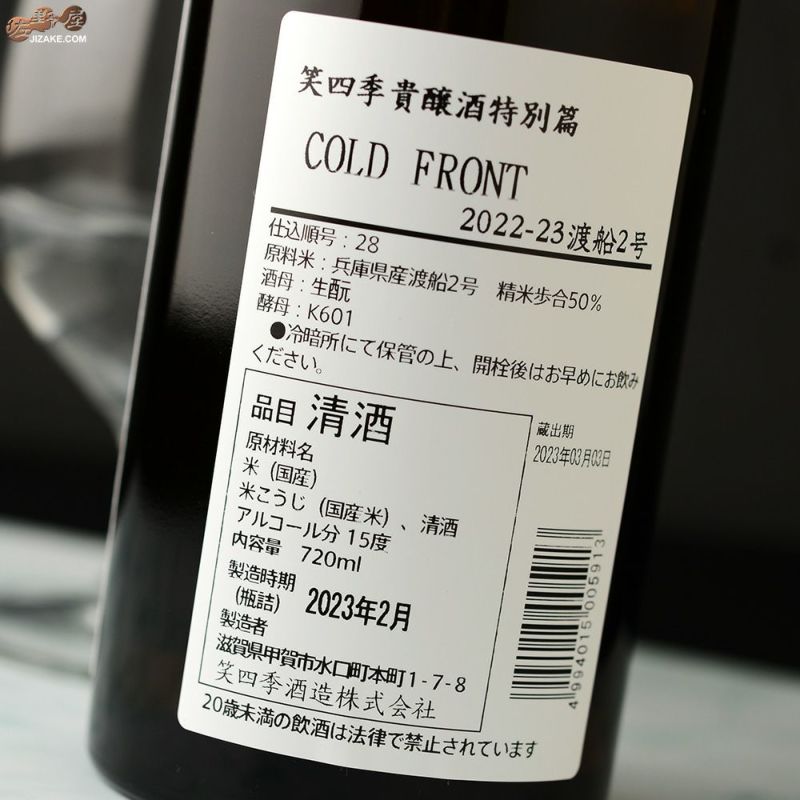 佐野屋
JIZAKE.COM
笑四季貴醸酒特別篇
COLD FRONT
2022-23渡船2号
仕込順号：28
原料米：兵庫県産渡船2号　精米歩合50%
酒母：生酛
酵母：K601
●冷暗所にて保管の上、開栓後はお早めにお飲み
ください。
品目 清酒
原材料名
米（国産）
米こうじ（国産米）、清酒
アルコール分 15度
内容量　720ml
製造時期
（瓶詰）
2023年2月
製造者
滋賀県甲賀市水口町本町1-7-8
笑四季酒造株式会社
蔵出期
2023年03月03日
4994015005913
20歳未満の飲酒は法律で禁止されています